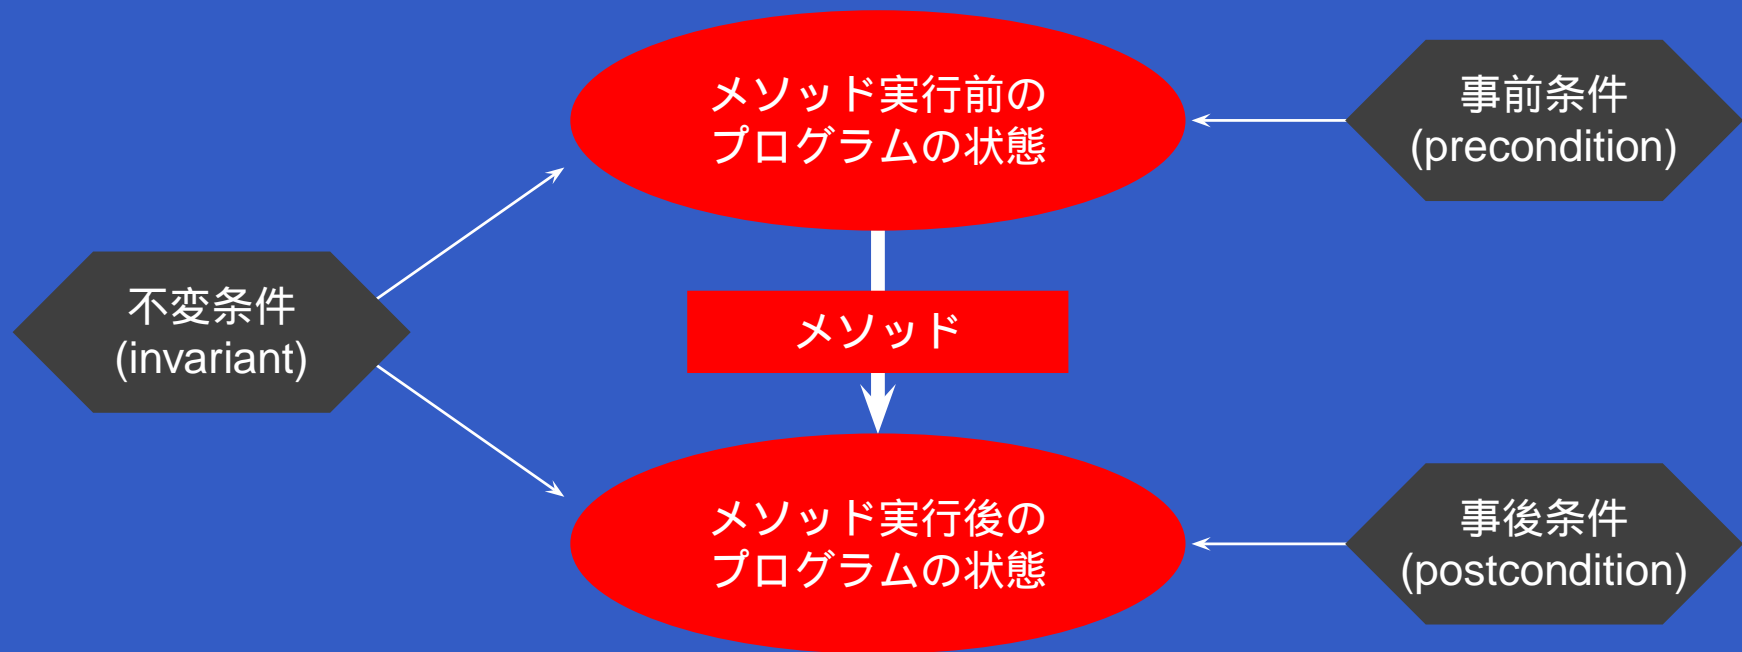 メソッド実行前の
プログラムの状態
事前条件
(precondition)
不変条件
(invariant)
メソッド
メソッド実行後の
プログラムの状態
事後条件
(postcondition)